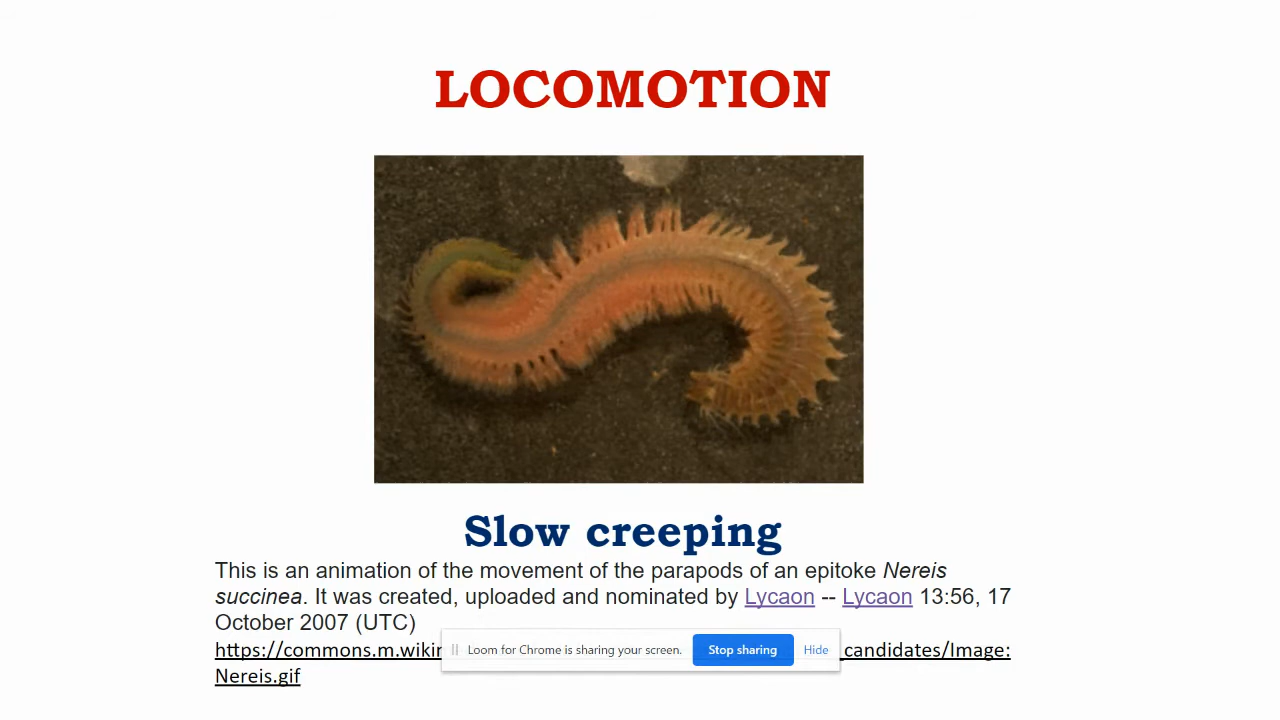 LOCOMOTION
Slow creeping
This is an animation of the movement of the parapods of an epitoke Nereis
succinea. It was created, uploaded and nominated by Lycaon -- Lycaon 13:56, 17
October 2007 (UTC)
https://commons.m.wikin _candidates/Image:
Loom for Chrome is sharing your screen. Stop sharing Hide
Nereis.gif